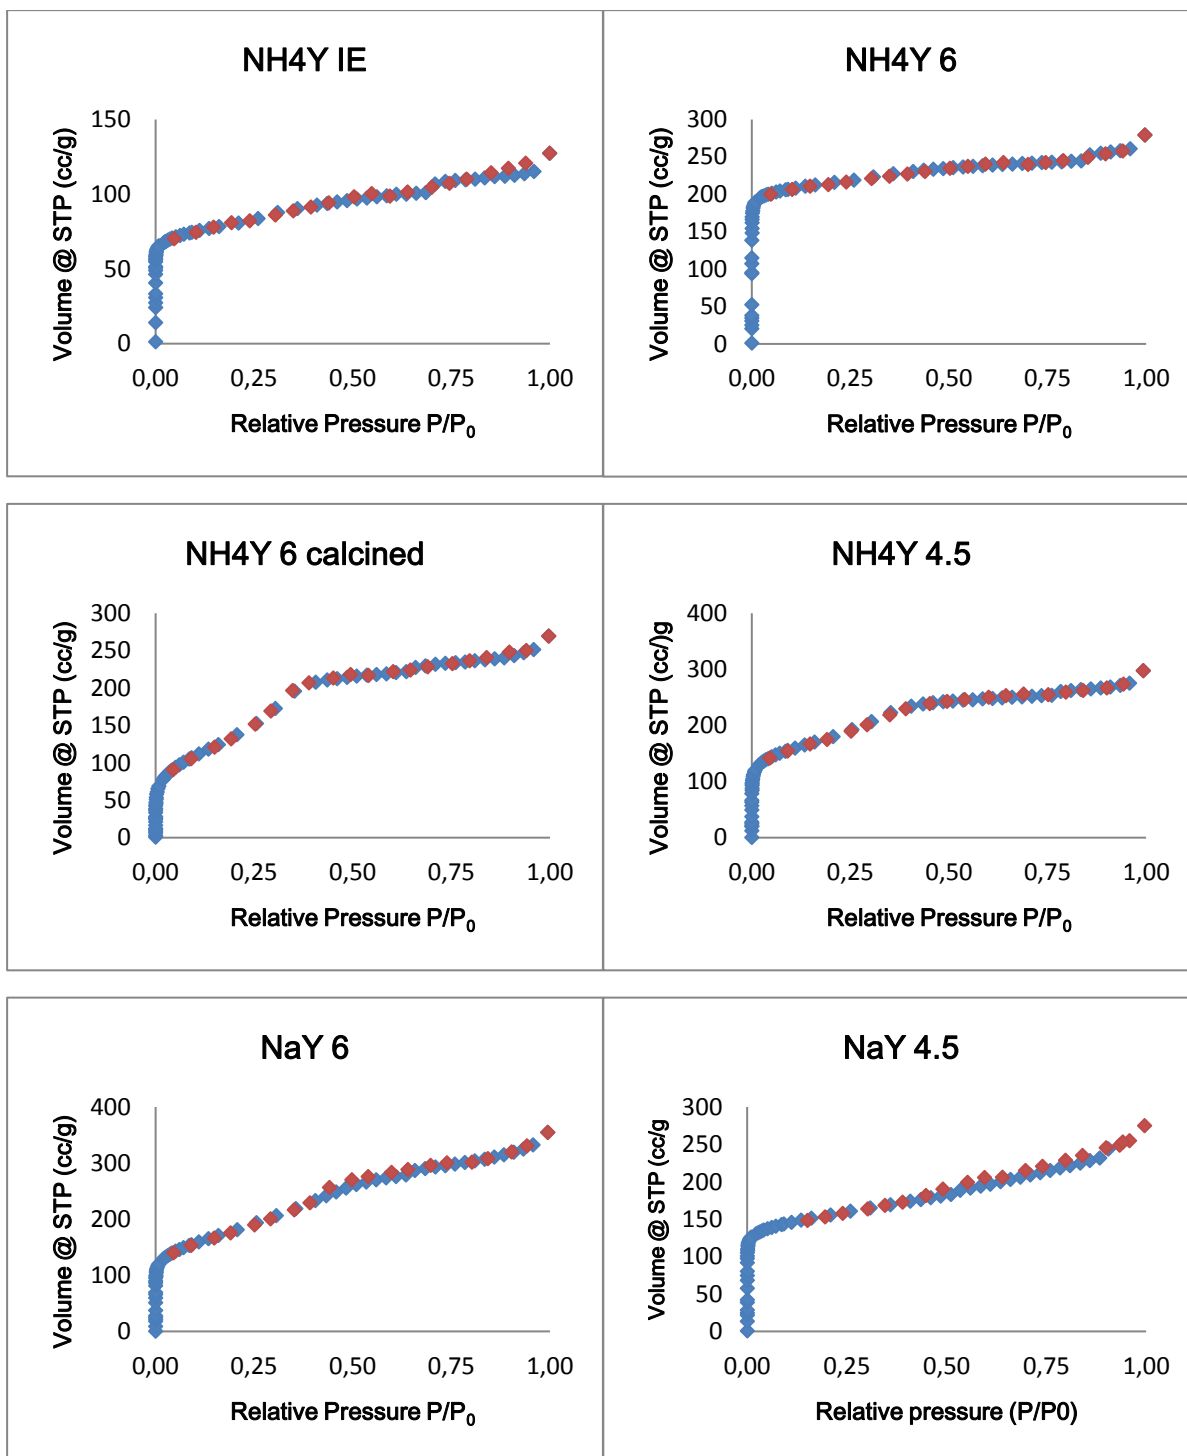 NH4Y IE
Volume @ STP (cc/g)
150
100
50
0
0,00 0,25 0,50 0,75 1,00
Relative Pressure P/P₀
NH4Y 6
Volume @ STP (cc/g)
300
250
200
150
100
50
0
0,00 0,25 0,50 0,75 1,00
Relative Pressure P/P₀
NH4Y 6 calcined
Volume @ STP (cc/g)
300
250
200
150
100
50
0
0,00 0,25 0,50 0,75 1,00
Relative Pressure P/P₀
NH4Y 4.5
Volume @ STP (cc/)g
400
300
200
100
0
0,00 0,25 0,50 0,75 1,00
Relative Pressure P/P₀
NaY 6
Volume @ STP (cc/g)
400
300
200
100
0
0,00 0,25 0,50 0,75 1,00
Relative Pressure P/P₀
NaY 4.5
Volume @ STP (cc/g
300
250
200
150
100
50
0
0,00 0,25 0,50 0,75 1,00
Relative pressure (P/P0)